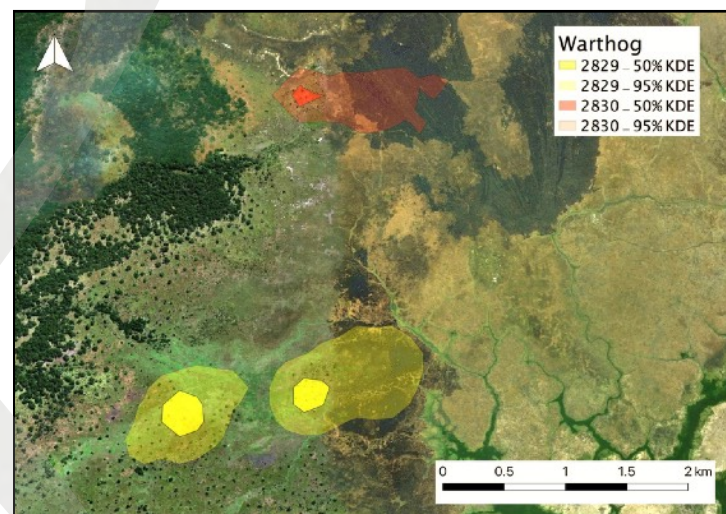 Warthog
2829 – 50% KDE
2829 – 95% KDE
2830 – 50% KDE
2830 – 95% KDE
0 0.5 1 1.5 2 km